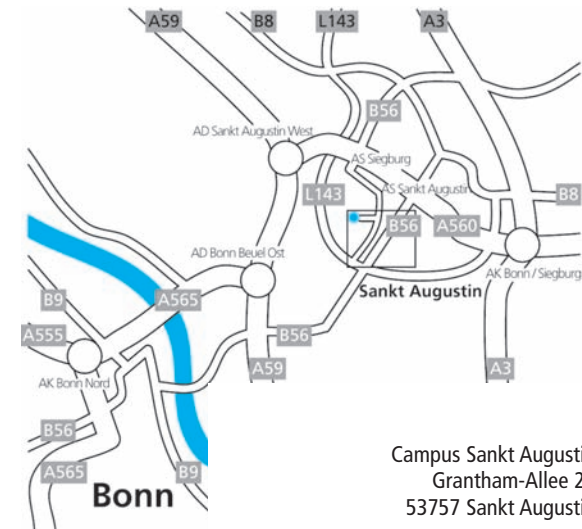 A59
B8
L143
A3
B56
AD Sankt Augustin West
AS Siegburg
AS Sankt Augustin
L143
B8
B56
A560
AD Bonn Beuel Ost
AK Bonn / Siegburg
Sankt Augustin
B9
A565
A555
B56
A59
A3
AK Bonn Nord
B56
A565
B9
Bonn
Campus Sankt Augusti
Grantham-Allee 2
53757 Sankt Augusti